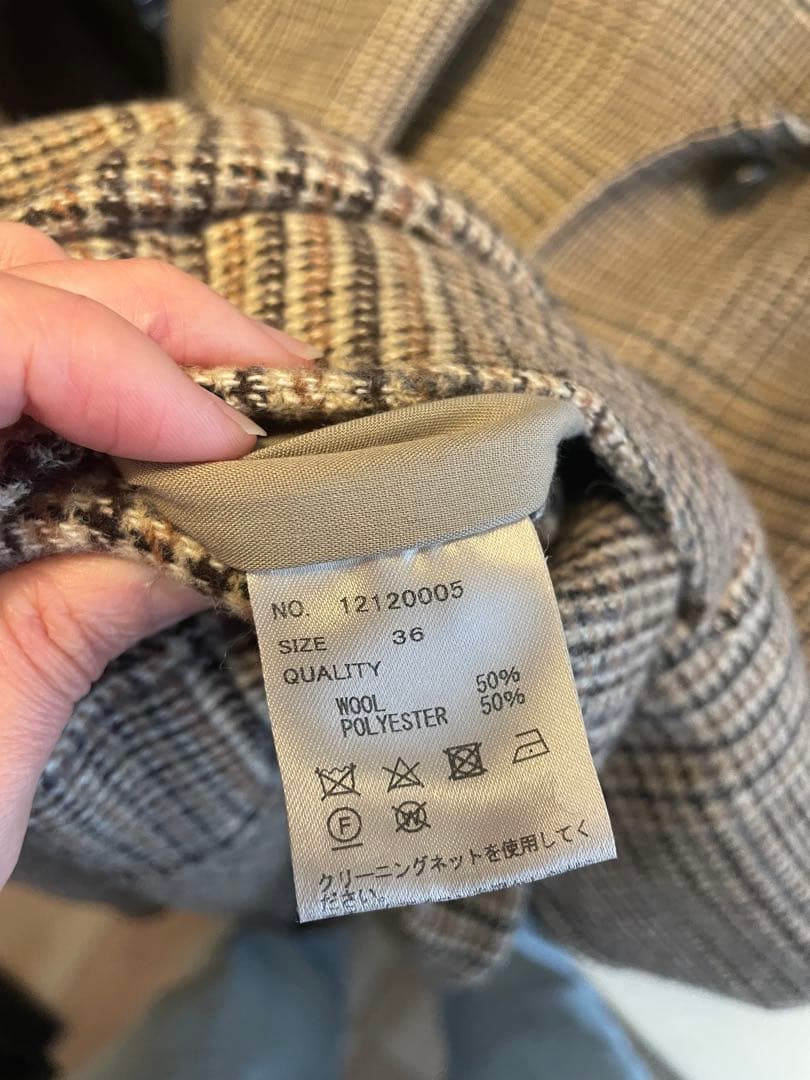 NO. 12120005
SIZE 36
QUALITY
WOOL 50%
POLYESTER 50%
F W
クリーニングネットを使用してく
ださい。